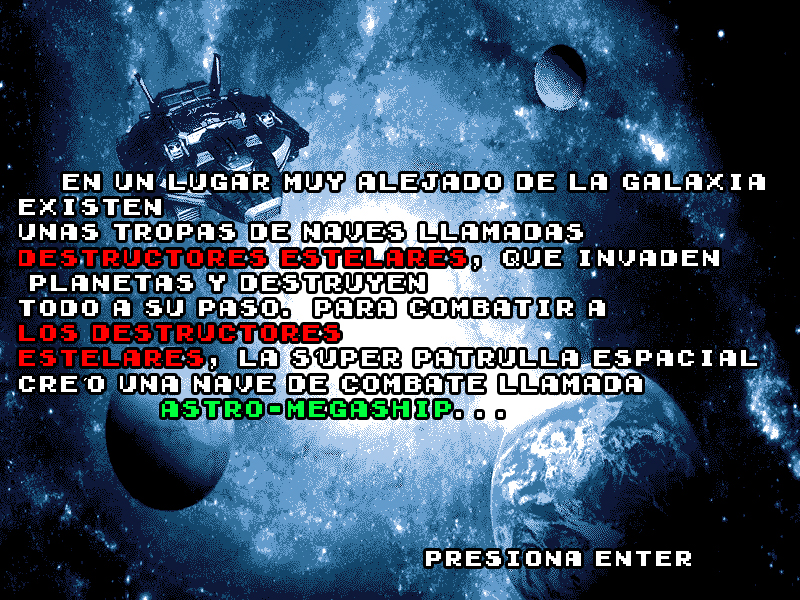 EN UN LUGAR MUY ALEJADO DE LA GALAXIA
EXISTEN
UNAS TROPAS DE NAVES LLAMADAS
DESTRUCTORES ESTELARES, QUE INVADEN
PLANETAS Y DESTRUYEN
TODO A SU PASO. PARA COMBATIR A
LOS DESTRUCTORES
ESTELARES, LA SUPER PATRULLA ESPACIAL
CRE'O UNA NAVE DE COMBATE LLAMADA
ASTRO-MEGASHIP...
PRESIONA ENTER